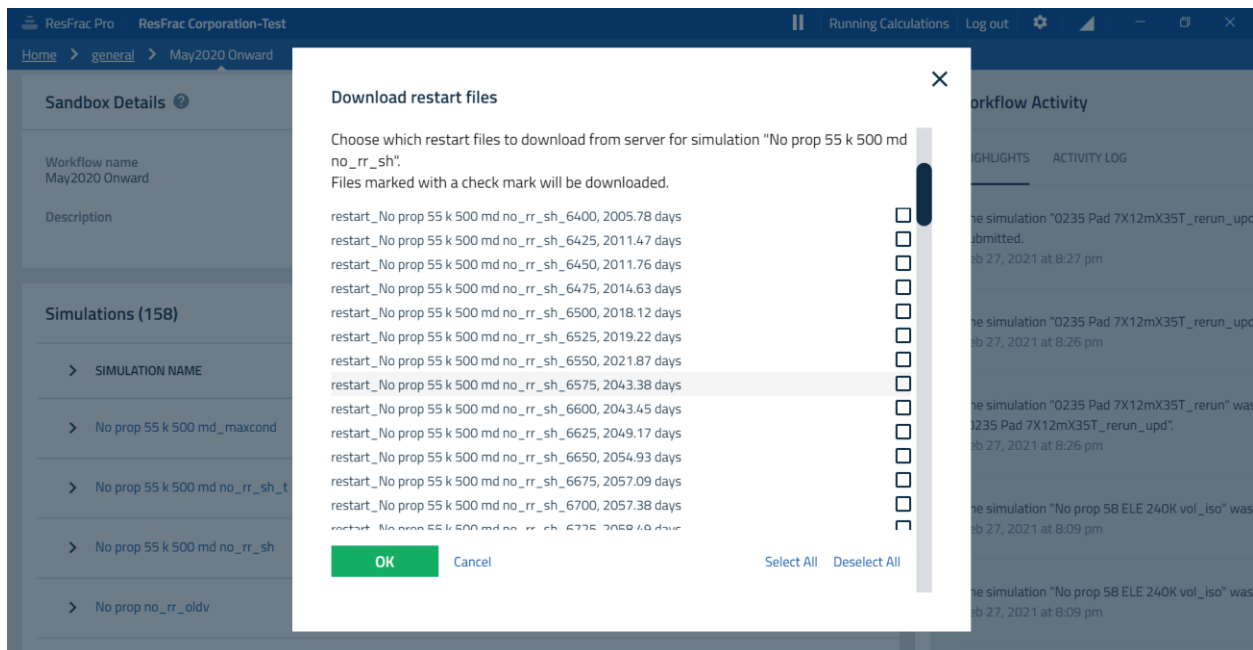 ResFrac Pro ResFrac Corporation-Test Running Calculations Log out
Home > general > May2020 Onward
Sandbox Details
Workflow name
May2020 Onward
Description
Simulations (158)
SIMULATION NAME
No prop 55 k 500 md_maxcond
No prop 55 k 500 md no_rr_sh_t
No prop 55 k 500 md no_rr_sh
No prop no_rr_oldv
Download restart files
Choose which restart files to download from server for simulation "No prop 55 k 500 md
no_rr_sh".
Files marked with a check mark will be downloaded.
restart_No prop 55 k 500 md no_rr_sh_6400, 2005.78 days
restart_No prop 55 k 500 md no_rr_sh_6425, 2011.47 days
restart_No prop 55 k 500 md no_rr_sh_6450, 2011.76 days
restart_No prop 55 k 500 md no_rr_sh_6475, 2014.63 days
restart_No prop 55 k 500 md no_rr_sh_6500, 2018.12 days
restart_No prop 55 k 500 md no_rr_sh_6525, 2019.22 days
restart_No prop 55 k 500 md no_rr_sh_6550, 2021.87 days
restart_No prop 55 k 500 md no_rr_sh_6575, 2043.38 days
restart_No prop 55 k 500 md no_rr_sh_6600, 2043.45 days
restart_No prop 55 k 500 md no_rr_sh_6625, 2049.17 days
restart_No prop 55 k 500 md no_rr_sh_6650, 2054.93 days
restart_No prop 55 k 500 md no_rr_sh_6675, 2057.09 days
restart_No prop 55 k 500 md no_rr_sh_6700, 2057.38 days
restart_No prop 55 k 500 md no_rr_sh_6725, 2058.49 days
OK Cancel Select All Deselect All
orkflow Activity
IGHLIGHTS ACTIVITY LOG
he simulation "0235 Pad 7X12mX35T_rerun_upd
ubmitted.
eb 27, 2021 at 8:27 pm
he simulation "0235 Pad 7X12mX35T_rerun_upd
eb 27, 2021 at 8:26 pm
he simulation "0235 Pad 7X12mX35T_rerun" was
0235 Pad 7X12mX35T_rerun_upd".
eb 27, 2021 at 8:26 pm
he simulation "No prop 58 ELE 240K vol_iso" was
eb 27, 2021 at 8:09 pm
he simulation "No prop 58 ELE 240K vol_iso" was
eb 27, 2021 at 8:09 pm